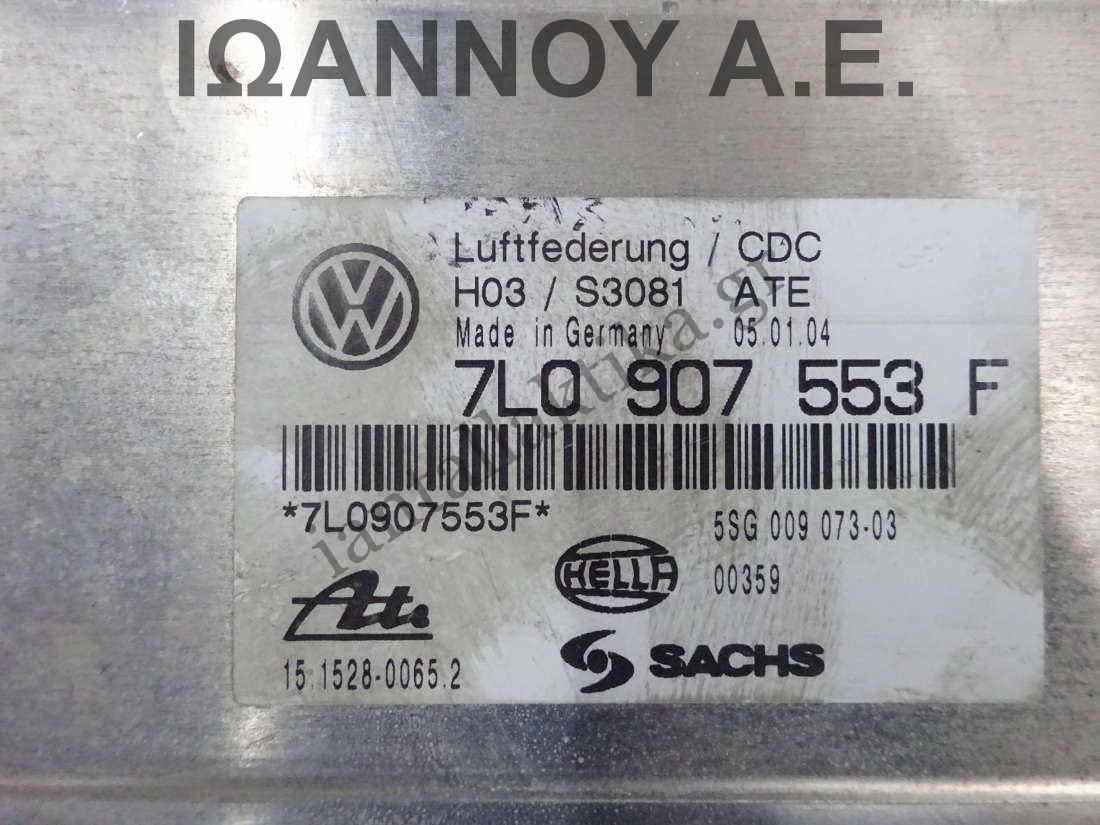 ΙΩΑΝΝΟΥ Α.Ε.
Luftfederung / CDC
H03 / S3081 ATE
Made in Germany 05.01.04
7L0 907 553 F
*7L0907553F*
5SG 009 073-03
HELLA
00359
Ate
SACHS
15.1528-0065.2